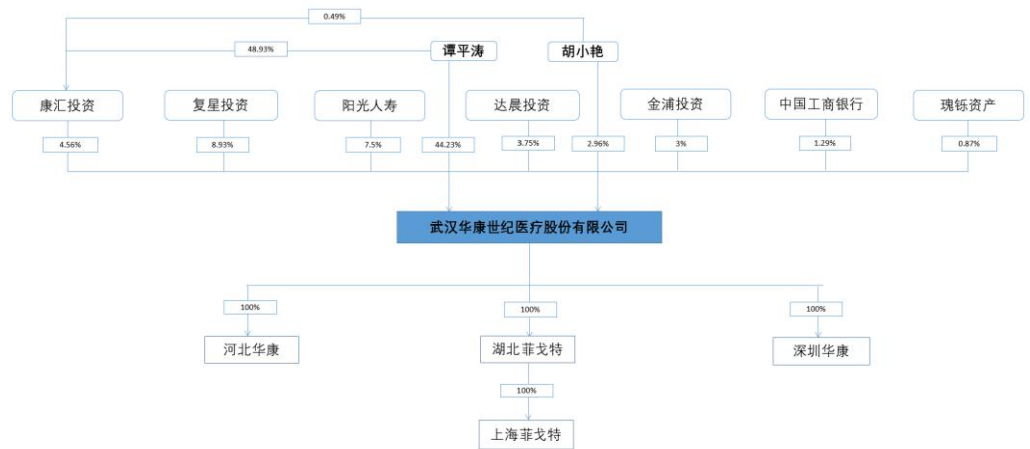 0.49%
48.93%
谭平涛
胡小艳
康汇投资
复星投资
阳光人寿
达晨投资
金浦投资
中国工商银行
瑰铄资产
4.56%
8.93%
7.5%
44.23%
3.75%
2.96%
3%
1.29%
0.87%
武汉华康世纪医疗股份有限公司
100%
100%
100%
河北华康
湖北菲戈特
深圳华康
100%
上海菲戈特